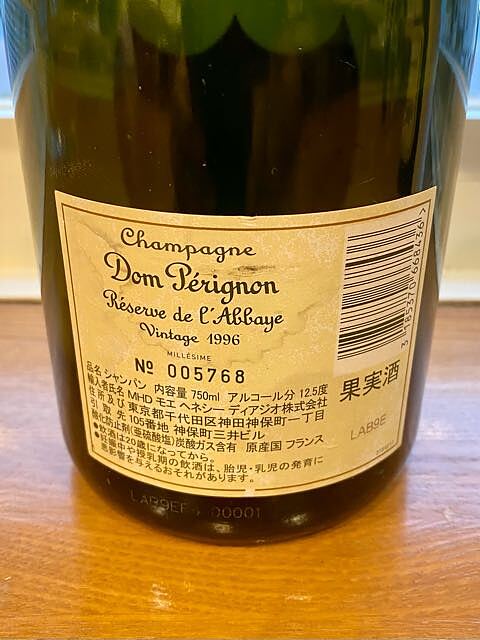 Champagne
Dom Pérignon
Réserve de L'Abbaye
Vintage 1996
MILLÉSIME
No 005768
品名 シャンパン 内容量 750ml アルコール分 12.5度
輸入者氏名 MHD モエ ヘネシー ディアジオ株式会社
住所及び 東京都千代田区神田神保町一丁目
引取先 105番地 神保町三井ビル
酸化防止剤(亜硫酸塩)炭酸ガス含有 原産国 フランス
●飲酒は20歳になってから。
●妊娠中や授乳期の飲酒は、胎児・乳児の発育に
悪影響を与えるおそれがあります。
果実酒
LAB9E
3 185370 668436>